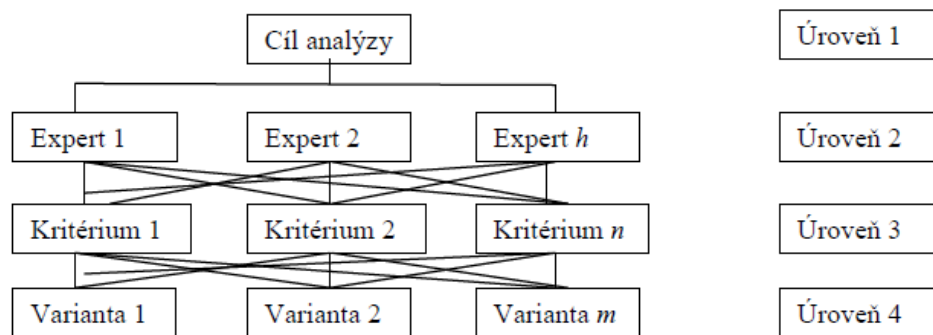 Cíl analýzy
Úroveň 1
Expert 1
Expert 2
Expert h
Úroveň 2
Kritérium 1
Kritérium 2
Kritérium n
Úroveň 3
Varianta 1
Varianta 2
Varianta m
Úroveň 4